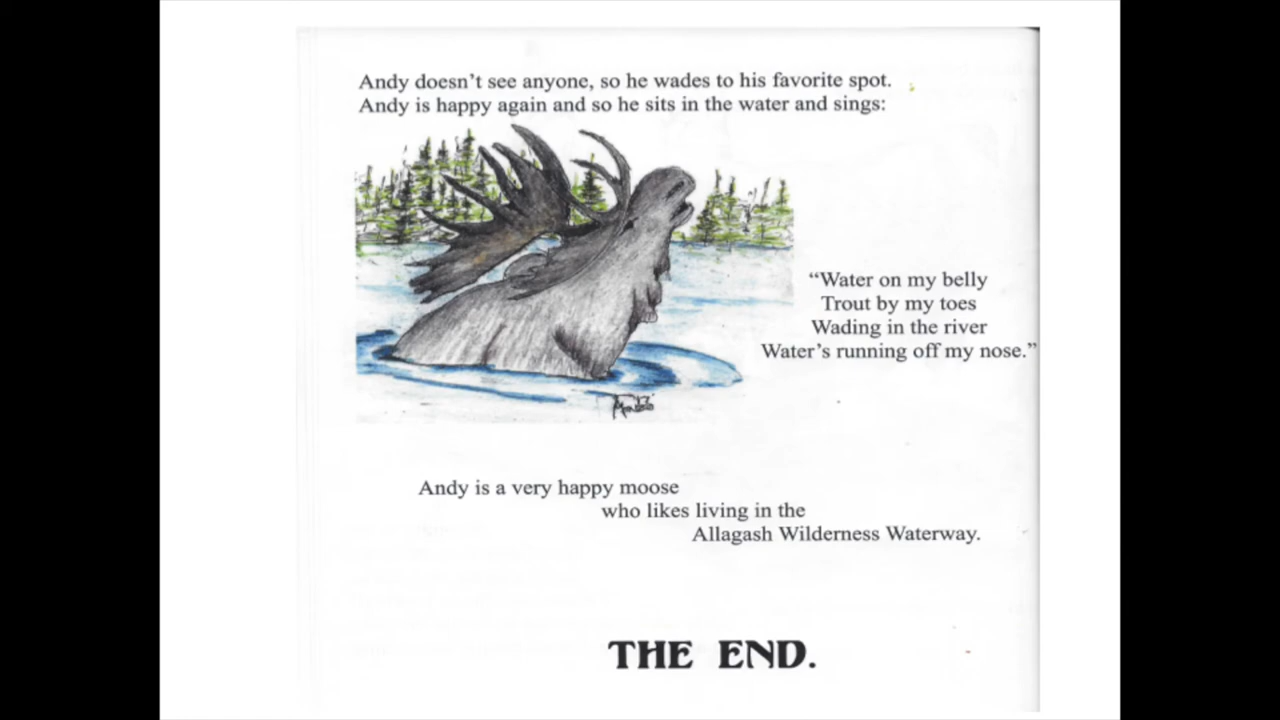 Andy doesn’t see anyone, so he wades to his favorite spot.
Andy is happy again and so he sits in the water and sings:
“Water on my belly
Trout by my toes
Wading in the river
Water’s running off my nose.”
Andy is a very happy moose
who likes living in the
Allagash Wilderness Waterway.
THE END.